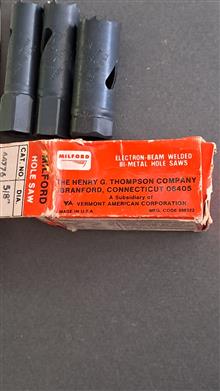 MILFORD
ELECTRON-BEAM WELDED
BI-METAL HOLE SAWS
THE HENRY G. THOMPSON COMPANY
BRANFORD, CONNECTICUT 06405
A Subsidiary of
VA VERMONT AMERICAN CORPORATION
MADE IN U.S.A.
MFG. CODE
MILFORD
HOLE SAW
CAT. NO.
DIA.
5/8"